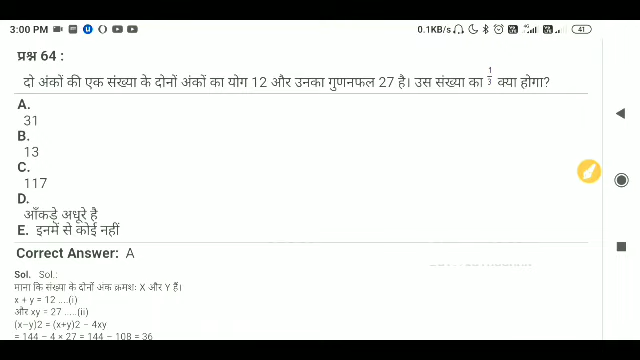 3:00 PM
0.1KB/s
41
प्रश्न 64 :
दो अंकों की एक संख्या के दोनों अंकों का योग 12 और उनका गुणनफल 27 है। उस संख्या का 1/3 क्या होगा?
A.
31
B.
13
C.
117
D.
आँकड़े अधूरे है
E. इनमें से कोई नहीं
Correct Answer: A
Sol. Sol.:
माना कि संख्या के दोनों अंक क्रमशः X और Y हैं।
x + y = 12 ....(i)
और xy = 27 .....(ii)
(x−y)2 = (x+y)2 − 4xy
= 144 − 4 × 27 = 144 − 108 = 36